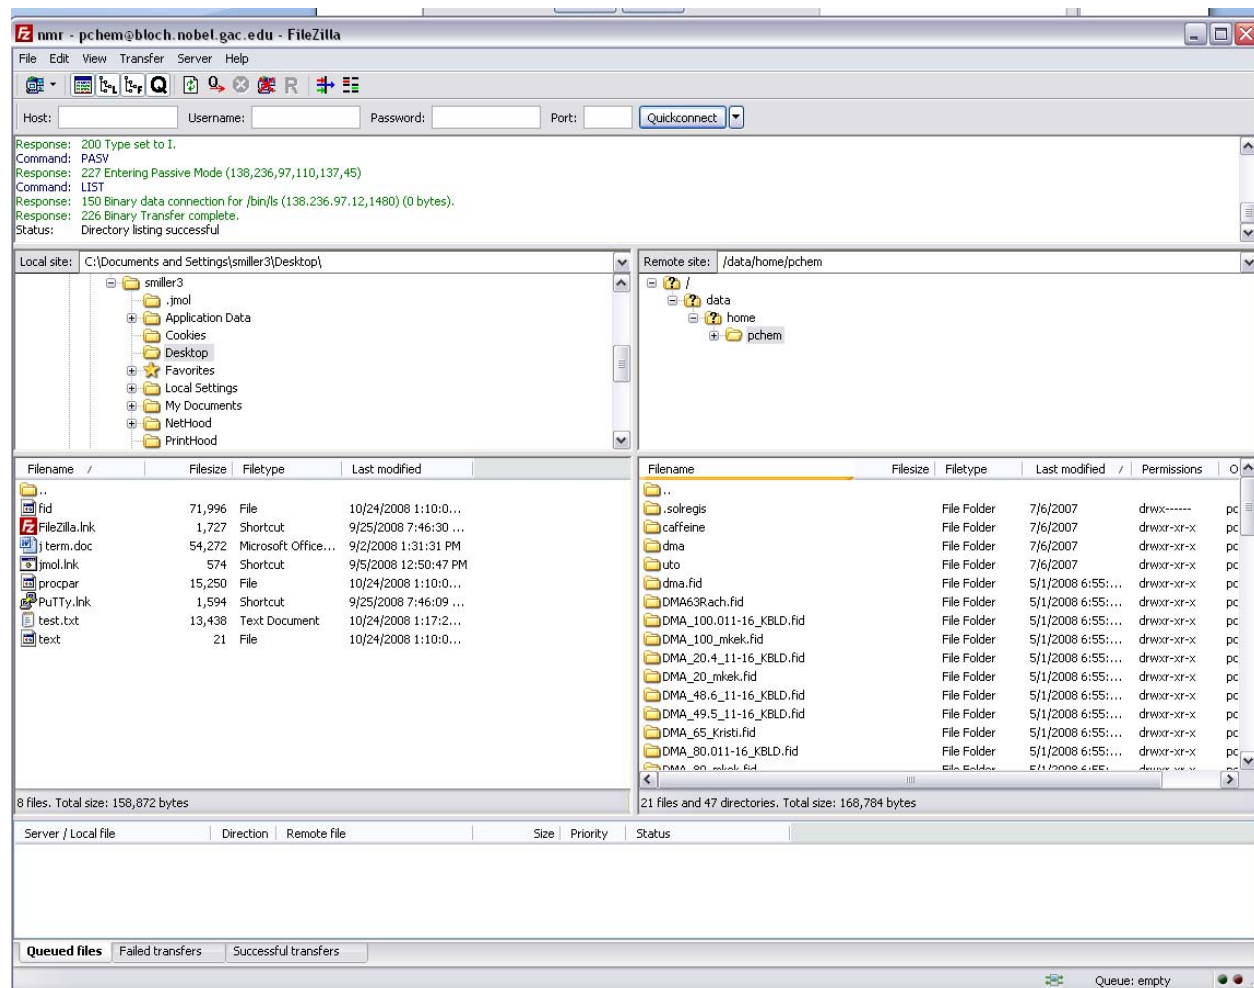 nmr - pchem@bloch.nobel.gac.edu - FileZilla
File Edit View Transfer Server Help
Host: Username: Password: Port: Quickconnect
Response: 200 Type set to I.
Command: PASV
Response: 227 Entering Passive Mode (138,236,97,110,137,45)
Command: LIST
Response: 150 Binary data connection for /bin/ls (138.236.97.12,1480) (0 bytes).
Response: 226 Binary Transfer complete.
Status: Directory listing successful
Local site: C:\Documents and Settings\smiller3\Desktop\
smiller3
.jmol
Application Data
Cookies
Desktop
Favorites
Local Settings
My Documents
NetHood
PrintHood
Remote site: /data/home/pchem
/
data
home
pchem
Filename / Filesize Filetype Last modified
..
fid 71,996 File 10/24/2008 1:10:0...
FileZilla.lnk 1,727 Shortcut 9/25/2008 7:46:30 ...
j term.doc 54,272 Microsoft Office... 9/2/2008 1:31:31 PM
jmol.lnk 574 Shortcut 9/5/2008 12:50:47 PM
procpar 15,250 File 10/24/2008 1:10:0...
PuTTy.lnk 1,594 Shortcut 9/25/2008 7:46:09 ...
test.txt 13,438 Text Document 10/24/2008 1:17:2...
text 21 File 10/24/2008 1:10:0...
8 files. Total size: 158,872 bytes
Filename Filesize Filetype Last modified / Permissions O
..
.solregis File Folder 7/6/2007 drwx------ pc
caffeine File Folder 7/6/2007 drwxr-xr-x pc
dma File Folder 7/6/2007 drwxr-xr-x pc
uto File Folder 7/6/2007 drwxr-xr-x pc
dma.fid File Folder 5/1/2008 6:55:... drwxr-xr-x pc
DMA63Rach.fid File Folder 5/1/2008 6:55:... drwxr-xr-x pc
DMA_100.011-16_KBLD.fid File Folder 5/1/2008 6:55:... drwxr-xr-x pc
DMA_100_mkek.fid File Folder 5/1/2008 6:55:... drwxr-xr-x pc
DMA_20.4_11-16_KBLD.fid File Folder 5/1/2008 6:55:... drwxr-xr-x pc
DMA_20_mkek.fid File Folder 5/1/2008 6:55:... drwxr-xr-x pc
DMA_48.6_11-16_KBLD.fid File Folder 5/1/2008 6:55:... drwxr-xr-x pc
DMA_49.5_11-16_KBLD.fid File Folder 5/1/2008 6:55:... drwxr-xr-x pc
DMA_65_Kristi.fid File Folder 5/1/2008 6:55:... drwxr-xr-x pc
DMA_80.011-16_KBLD.fid File Folder 5/1/2008 6:55:... drwxr-xr-x pc
21 files and 47 directories. Total size: 168,784 bytes
Server / Local file Direction Remote file Size Priority Status
Queued files Failed transfers Successful transfers
Queue: empty